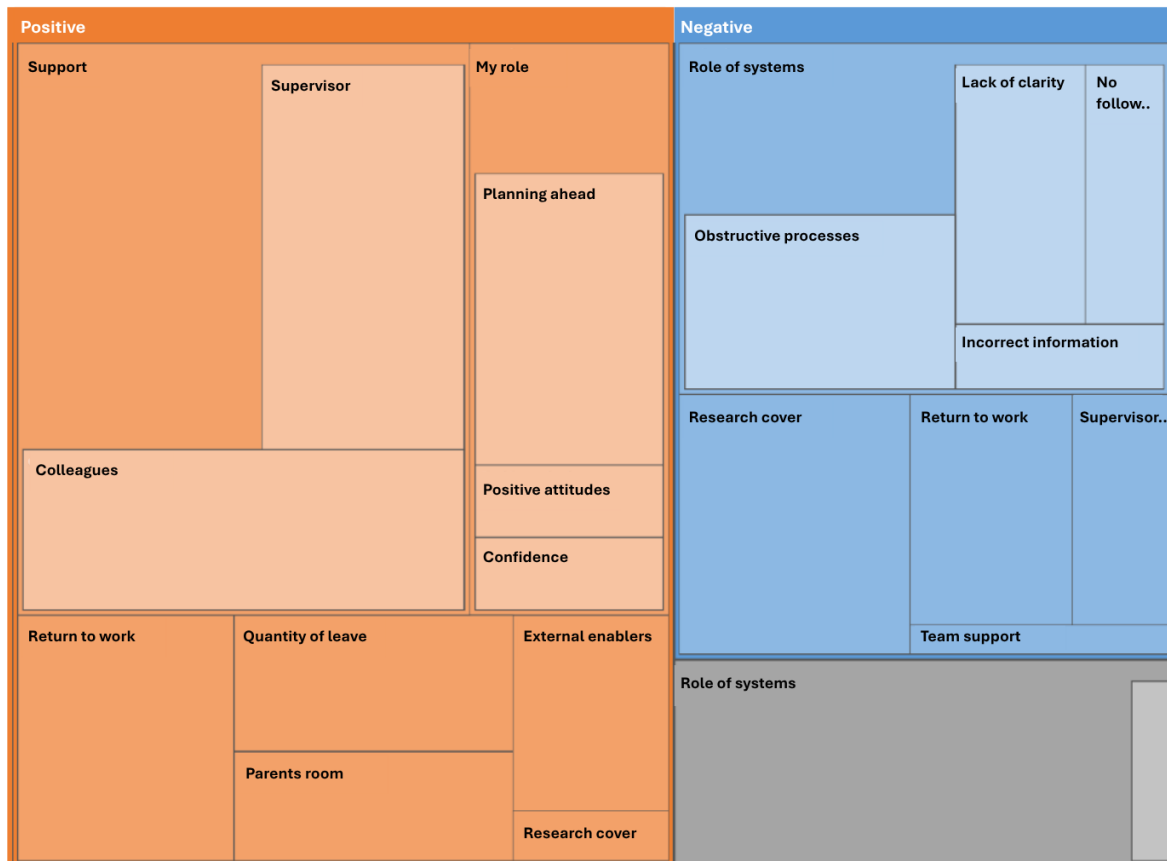 Positive
Support
Supervisor
Colleagues
My role
Planning ahead
Positive attitudes
Confidence
Return to work
Quantity of leave
Parents room
External enablers
Research cover
Negative
Role of systems
Lack of clarity
No
follow..
Obstructive processes
Incorrect information
Research cover
Return to work
Supervisor..
Team support
Role of systems